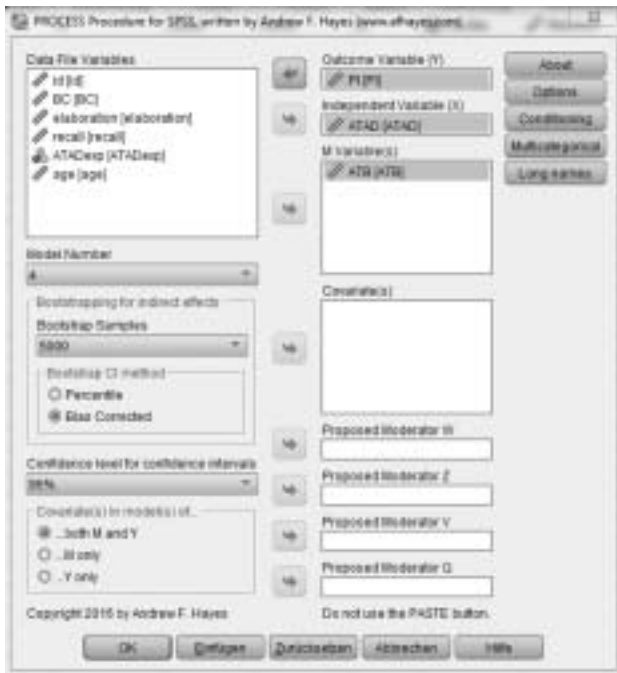 PROCESS Procedure for SPSS, written by Andrew F. Hayes (www.afhayes.com)
Data File Variables
Id [Id]
BC [BC]
elaboration [elaboration]
recall [recall]
ATADexp [ATADexp]
age [age]
Model Number
4
Bootstrapping for indirect effects
Bootstrap Samples
5000
Bootstrap CI method
Percentile
Bias Corrected
Confidence level for confidence intervals
95%
Covariate(s) in model(s) of...
...both M and Y
...M only
...Y only
Copyright 2016 by Andrew F. Hayes
Outcome Variable (Y)
PI [PI]
Independent Variable (X)
ATAD [ATAD]
M Variable(s)
ATB [ATB]
Covariate(s)
Proposed Moderator W
Proposed Moderator Z
Proposed Moderator V
Proposed Moderator Q
Do not use the PASTE button.
About
Options
Conditioning
Multicategorical
Long names
OK
Einfügen
Zurücksetzen
Abbrechen
Hilfe